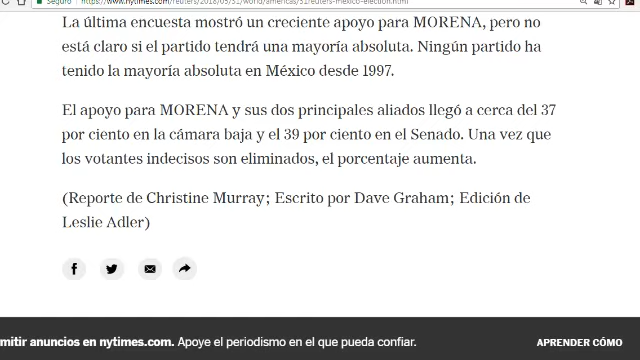 Seguro https://www.nytimes.com/reuters/2018/05/31/world/americas/31reuters-mexico-election.html
La última encuesta mostró un creciente apoyo para MORENA, pero no
está claro si el partido tendrá una mayoría absoluta. Ningún partido ha
tenido la mayoría absoluta en México desde 1997.
El apoyo para MORENA y sus dos principales aliados llegó a cerca del 37
por ciento en la cámara baja y el 39 por ciento en el Senado. Una vez que
los votantes indecisos son eliminados, el porcentaje aumenta.
(Reporte de Christine Murray; Escrito por Dave Graham; Edición de
Leslie Adler)
mitir anuncios en nytimes.com. Apoye el periodismo en el que pueda confiar.
APRENDER CÓMO